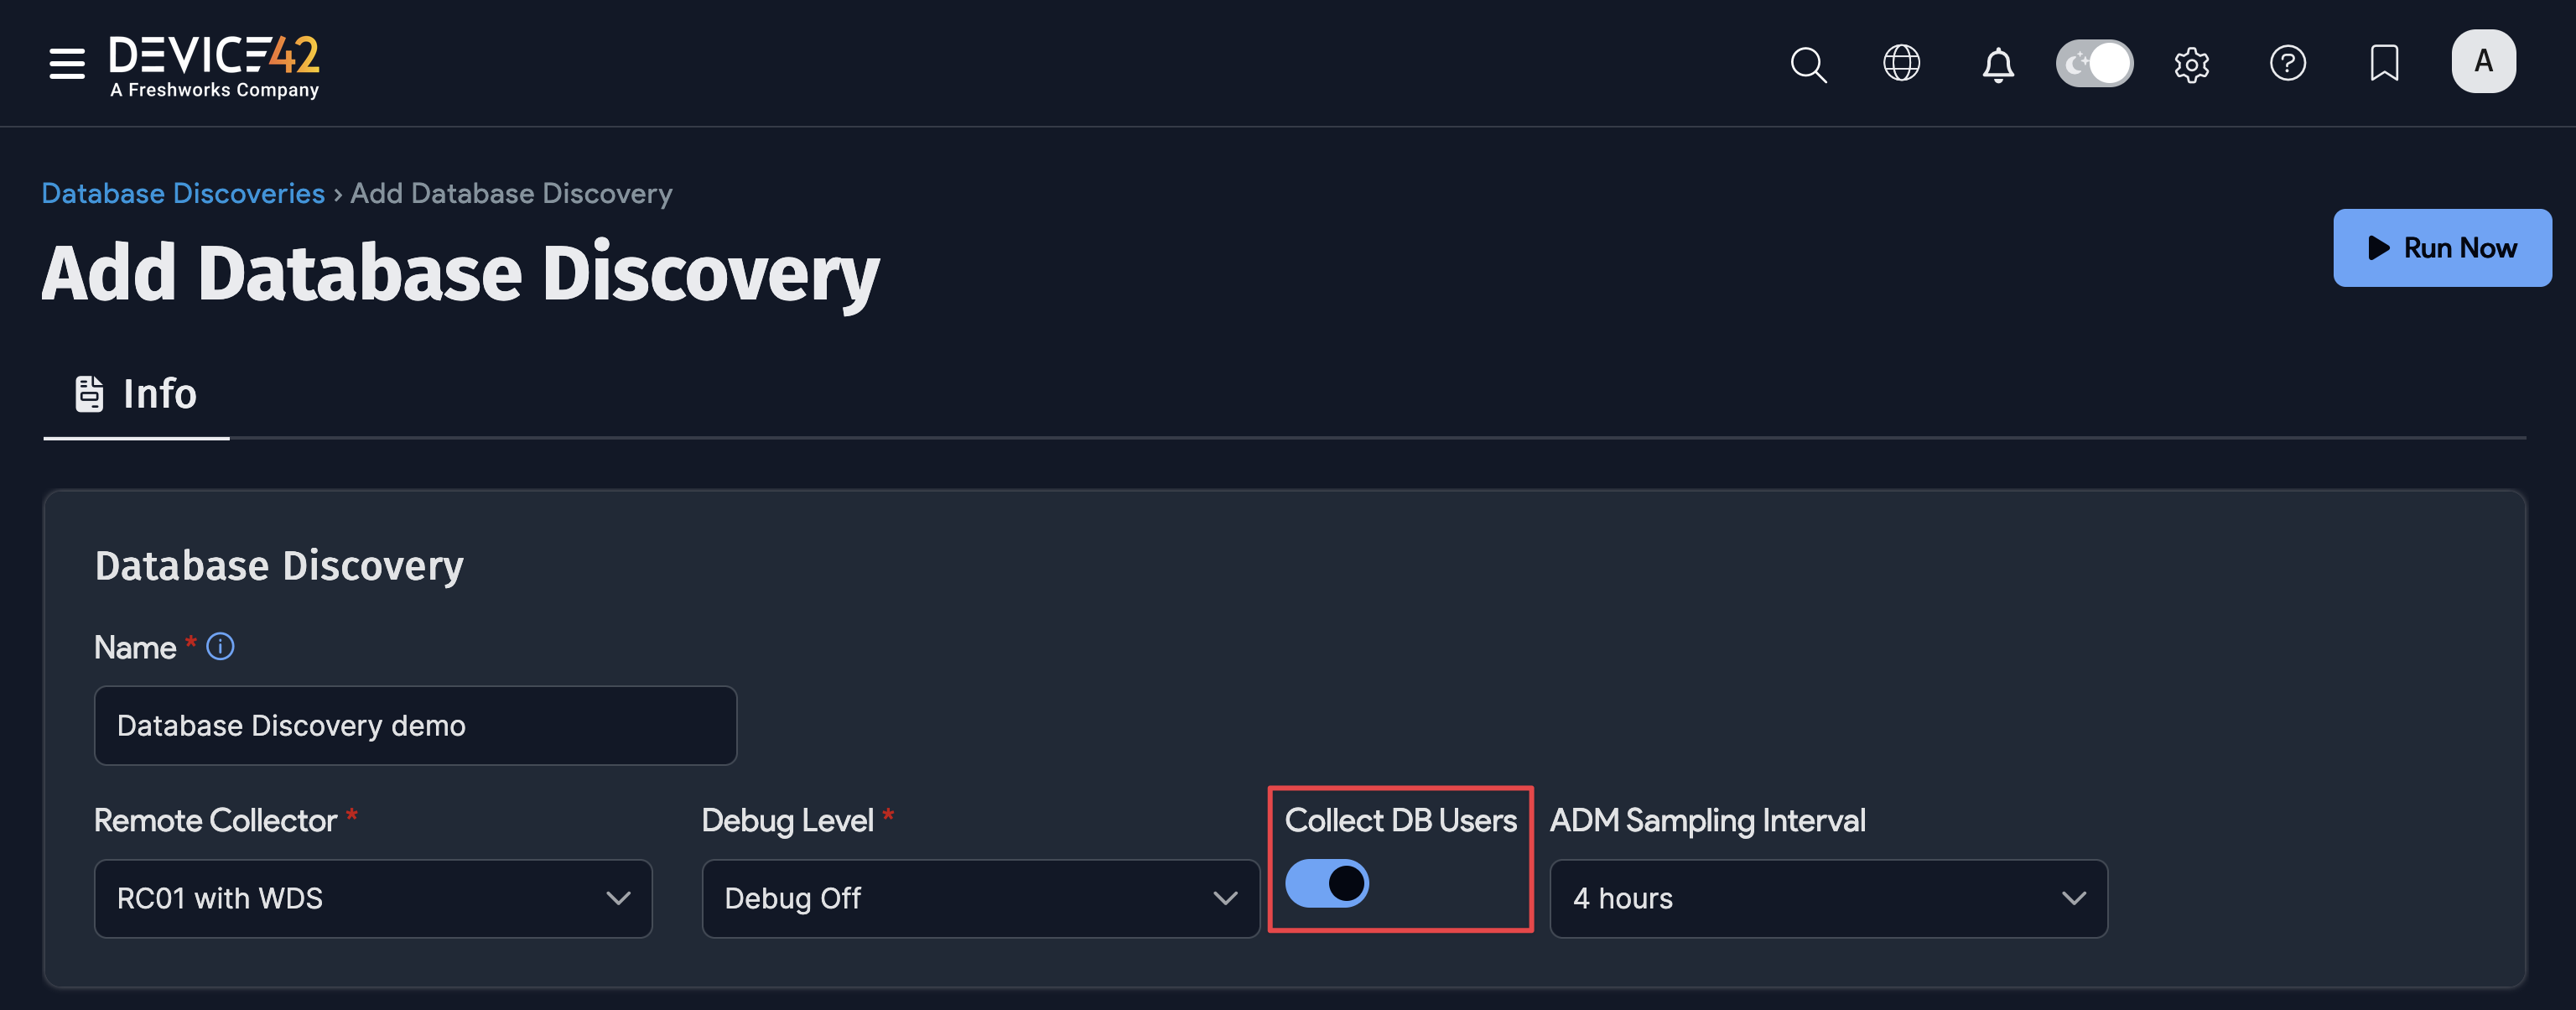 DEVICE42
A Freshworks Company
A
Database Discoveries › Add Database Discovery
Add Database Discovery
Run Now
Info
Database Discovery
Name *
Database Discovery demo
Remote Collector * Debug Level * Collect DB Users ADM Sampling Interval
RC01 with WDS Debug Off 4 hours